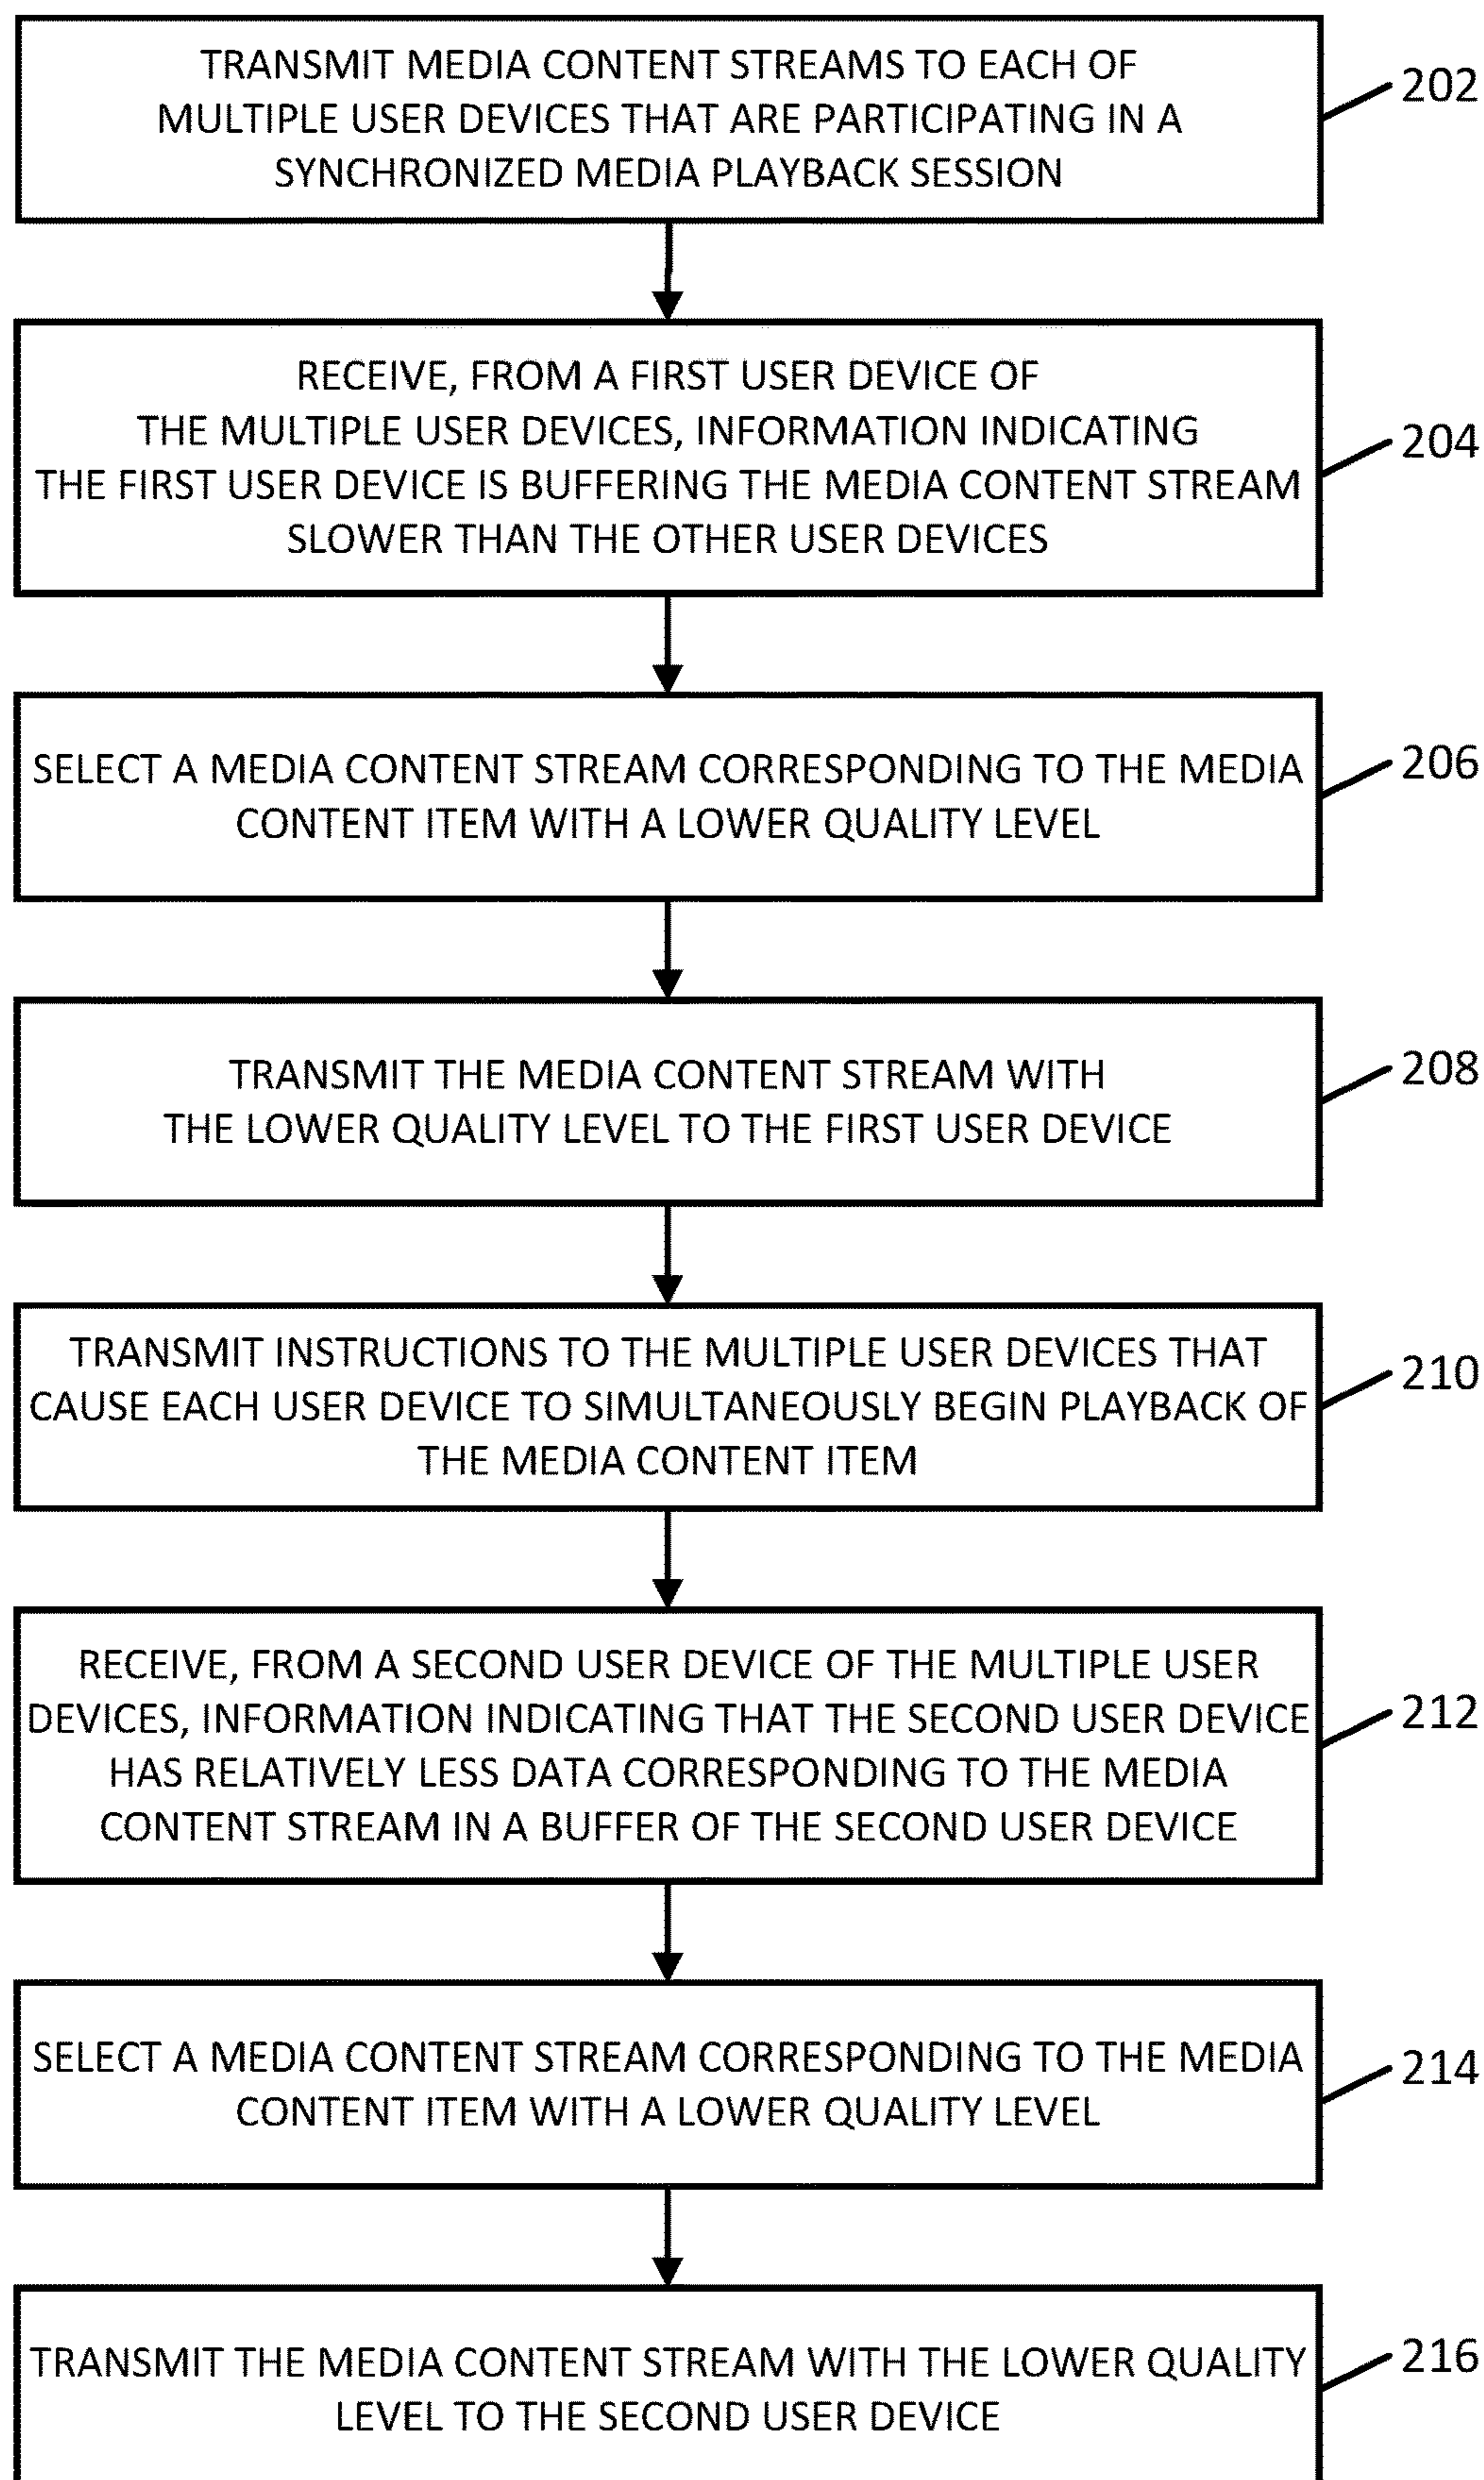 TRANSMIT MEDIA CONTENT STREAMS TO EACH OF
MULTIPLE USER DEVICES THAT ARE PARTICIPATING IN A
SYNCHRONIZED MEDIA PLAYBACK SESSION
202
RECEIVE, FROM A FIRST USER DEVICE OF
THE MULTIPLE USER DEVICES, INFORMATION INDICATING
THE FIRST USER DEVICE IS BUFFERING THE MEDIA CONTENT STREAM
SLOWER THAN THE OTHER USER DEVICES
204
SELECT A MEDIA CONTENT STREAM CORRESPONDING TO THE MEDIA
CONTENT ITEM WITH A LOWER QUALITY LEVEL
206
TRANSMIT THE MEDIA CONTENT STREAM WITH
THE LOWER QUALITY LEVEL TO THE FIRST USER DEVICE
208
TRANSMIT INSTRUCTIONS TO THE MULTIPLE USER DEVICES THAT
CAUSE EACH USER DEVICE TO SIMULTANEOUSLY BEGIN PLAYBACK OF
THE MEDIA CONTENT ITEM
210
RECEIVE, FROM A SECOND USER DEVICE OF THE MULTIPLE USER
DEVICES, INFORMATION INDICATING THAT THE SECOND USER DEVICE
HAS RELATIVELY LESS DATA CORRESPONDING TO THE MEDIA
CONTENT STREAM IN A BUFFER OF THE SECOND USER DEVICE
212
SELECT A MEDIA CONTENT STREAM CORRESPONDING TO THE MEDIA
CONTENT ITEM WITH A LOWER QUALITY LEVEL
214
TRANSMIT THE MEDIA CONTENT STREAM WITH THE LOWER QUALITY
LEVEL TO THE SECOND USER DEVICE
216